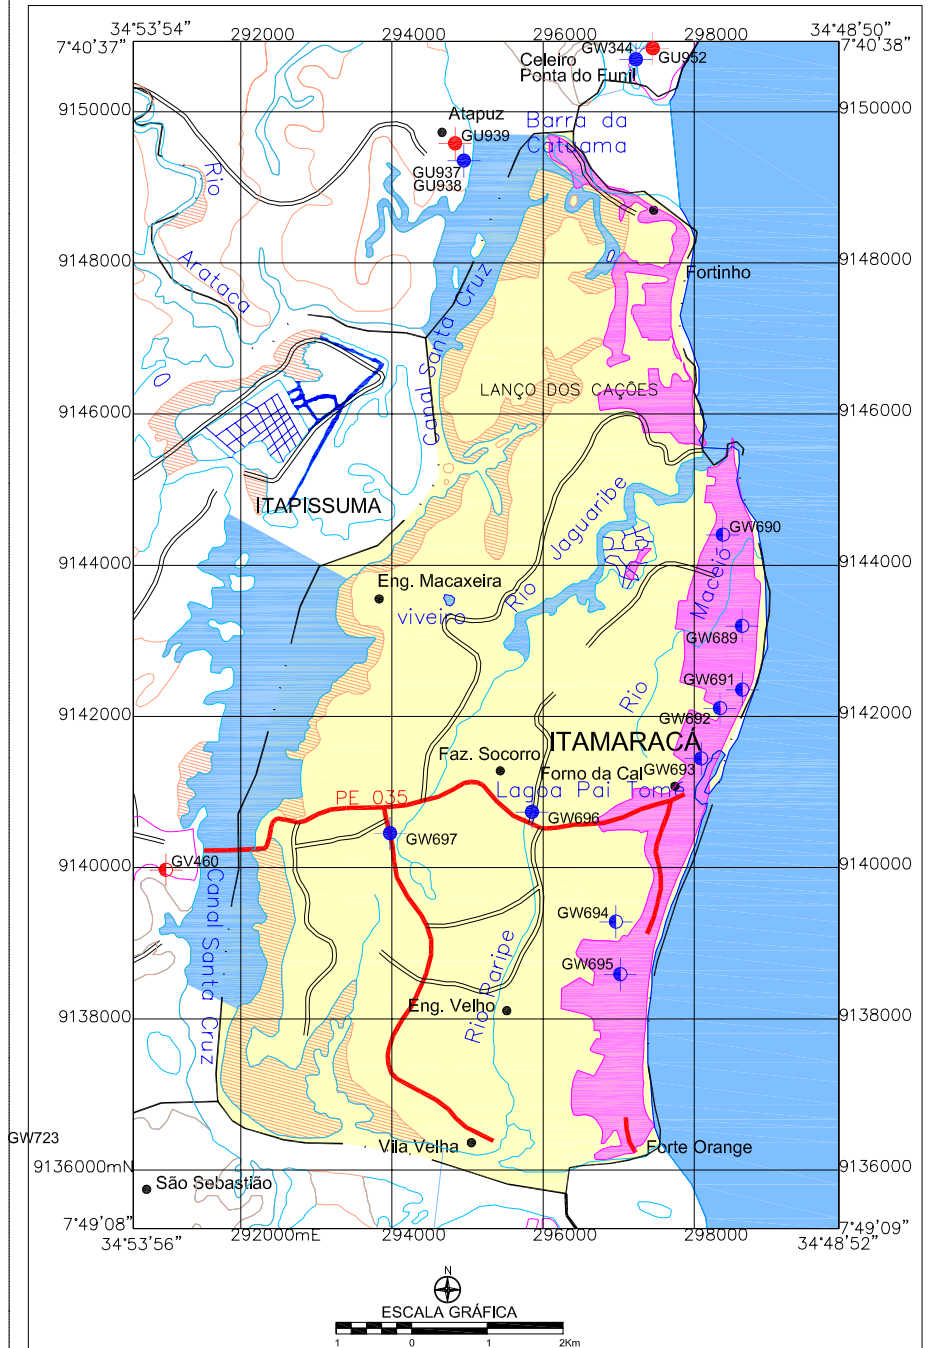 34°53'54"
292000
294000
296000
298000
34°48'50"
7°40'37"
7°40'38"
GW344
GU952
Celeiro
Ponta do Funil
9150000
9150000
Atapuz
GU939
Barra da
Catuama
GU937
GU938
Rio
Arataca
9148000
9148000
Fortinho
Canal Santa Cruz
LANÇO DOS CAÇÕES
9146000
9146000
ITAPISSUMA
Rio Jaguaribe
GW690
9144000
9144000
Eng. Macaxeira
viveiro
Rio Maceió
GW689
GW691
9142000
GW692
9142000
ITAMARACÁ
Faz. Socorro
Forno da Cal
GW693
Lagoa Pai Tomé
PE 035
GW696
GW697
GV460
9140000
9140000
Canal Santa Cruz
GW694
GW695
Rio Paripe
Eng. Velho
9138000
9138000
GW723
Vila Velha
Forte Orange
9136000mN
9136000
São Sebastião
7°49'08"
7°49'09"
34°53'56"
292000mE
294000
296000
298000
34°48'52"
N
ESCALA GRÁFICA
1 0 1 2Km